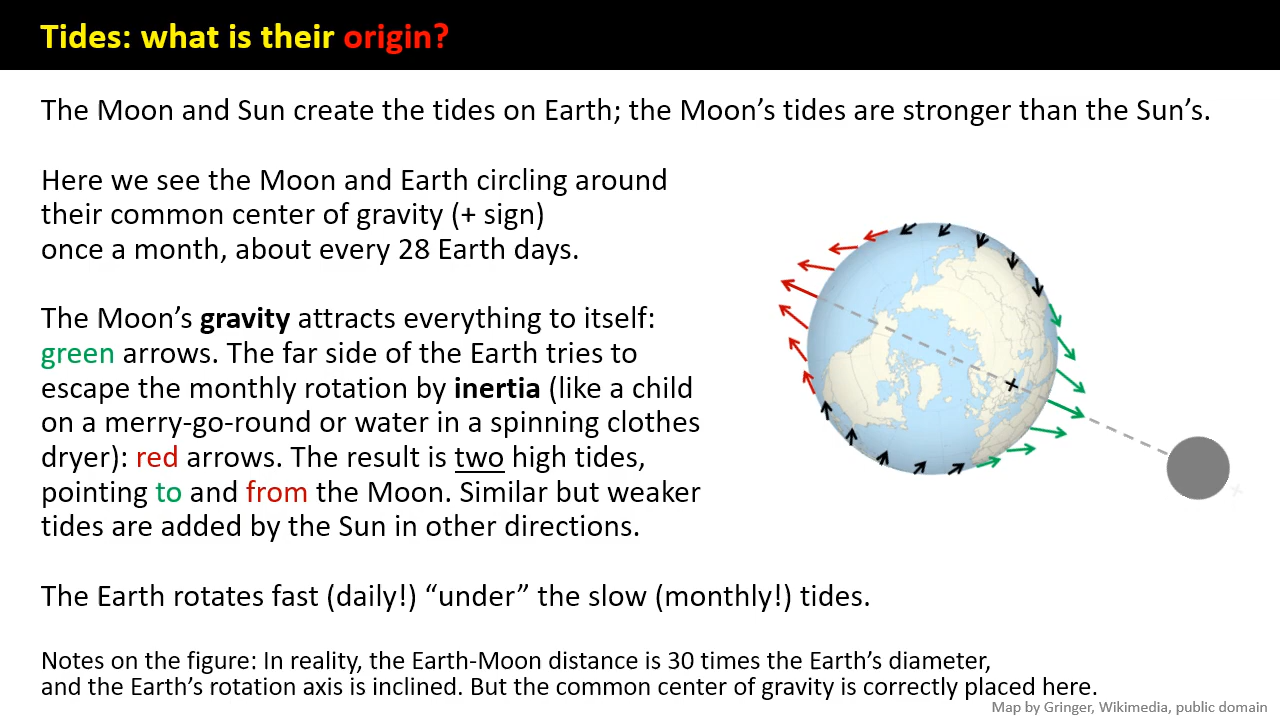 Tides: what is their origin?
The Moon and Sun create the tides on Earth; the Moon’s tides are stronger than the Sun’s.
Here we see the Moon and Earth circling around
their common center of gravity (+ sign)
once a month, about every 28 Earth days.
The Moon’s gravity attracts everything to itself:
green arrows. The far side of the Earth tries to
escape the monthly rotation by inertia (like a child
on a merry-go-round or water in a spinning clothes
dryer): red arrows. The result is two high tides,
pointing to and from the Moon. Similar but weaker
tides are added by the Sun in other directions.
The Earth rotates fast (daily!) “under” the slow (monthly!) tides.
Notes on the figure: In reality, the Earth-Moon distance is 30 times the Earth’s diameter,
and the Earth’s rotation axis is inclined. But the common center of gravity is correctly placed here.
Map by Gringer, Wikimedia, public domain